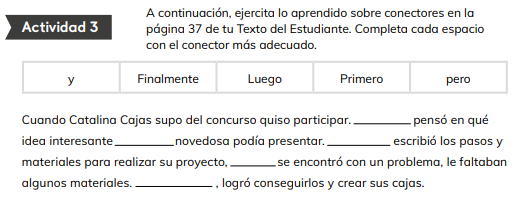 Actividad 3
A continuación, ejercita lo aprendido sobre conectores en la
página 37 de tu Texto del Estudiante. Completa cada espacio
con el conector más adecuado.
y Finalmente Luego Primero pero
Cuando Catalina Cajas supo del concurso quiso participar. ________ pensó en qué
idea interesante ________ novedosa podía presentar. ________ escribió los pasos y
materiales para realizar su proyecto, ________ se encontró con un problema, le faltaban
algunos materiales. ________ , logró conseguirlos y crear sus cajas.